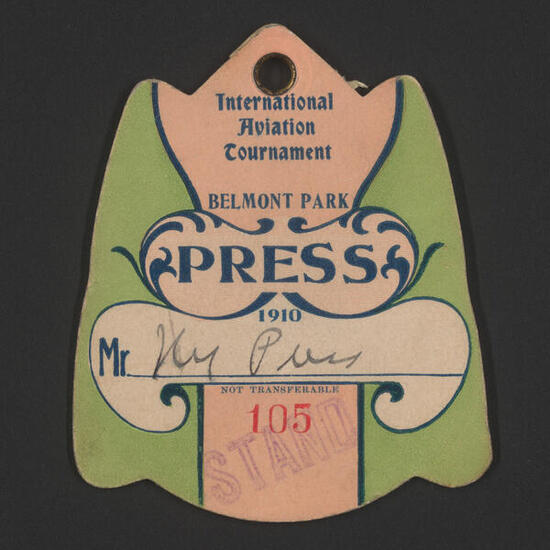 International
Aviation
Tournament
BELMONT PARK
PRESS
1910
Mr.
NOT TRANSFERABLE
105
STAND